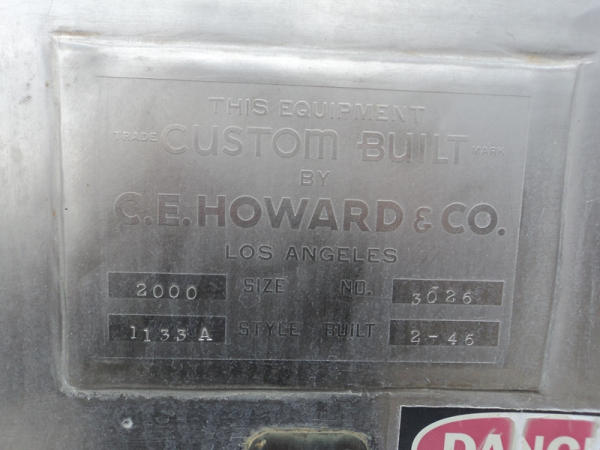 THIS EQUIPMENT
TRADE CUSTOM BUILT MARK
BY
C.E. HOWARD & CO.
LOS ANGELES
2000 SIZE NO. 3026
1133 A STYLE BUILT 2-46